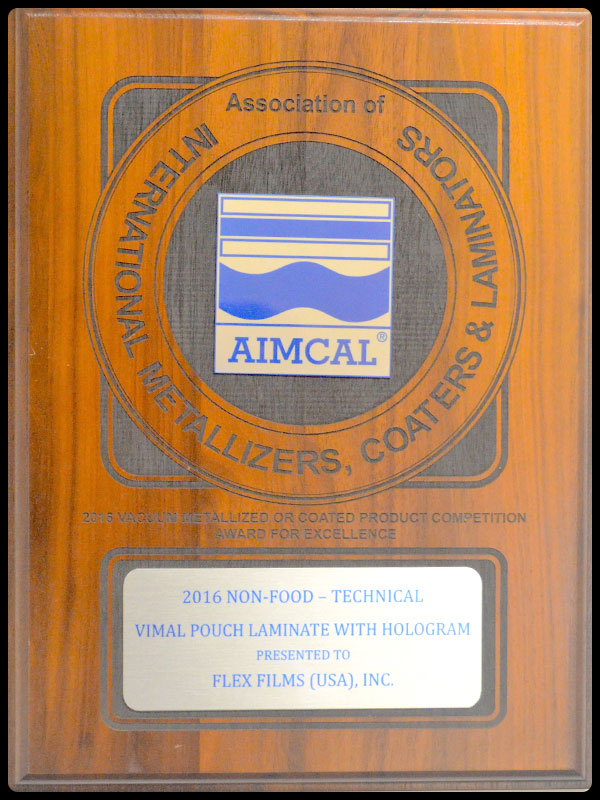 Association of
INTERNATIONAL METALLIZERS, COATERS & LAMINATORS
AIMCAL®
2016 VACUUM METALLIZED OR COATED PRODUCT COMPETITION
AWARD FOR EXCELLENCE
2016 NON-FOOD – TECHNICAL
VIMAL POUCH LAMINATE WITH HOLOGRAM
PRESENTED TO
FLEX FILMS (USA), INC.